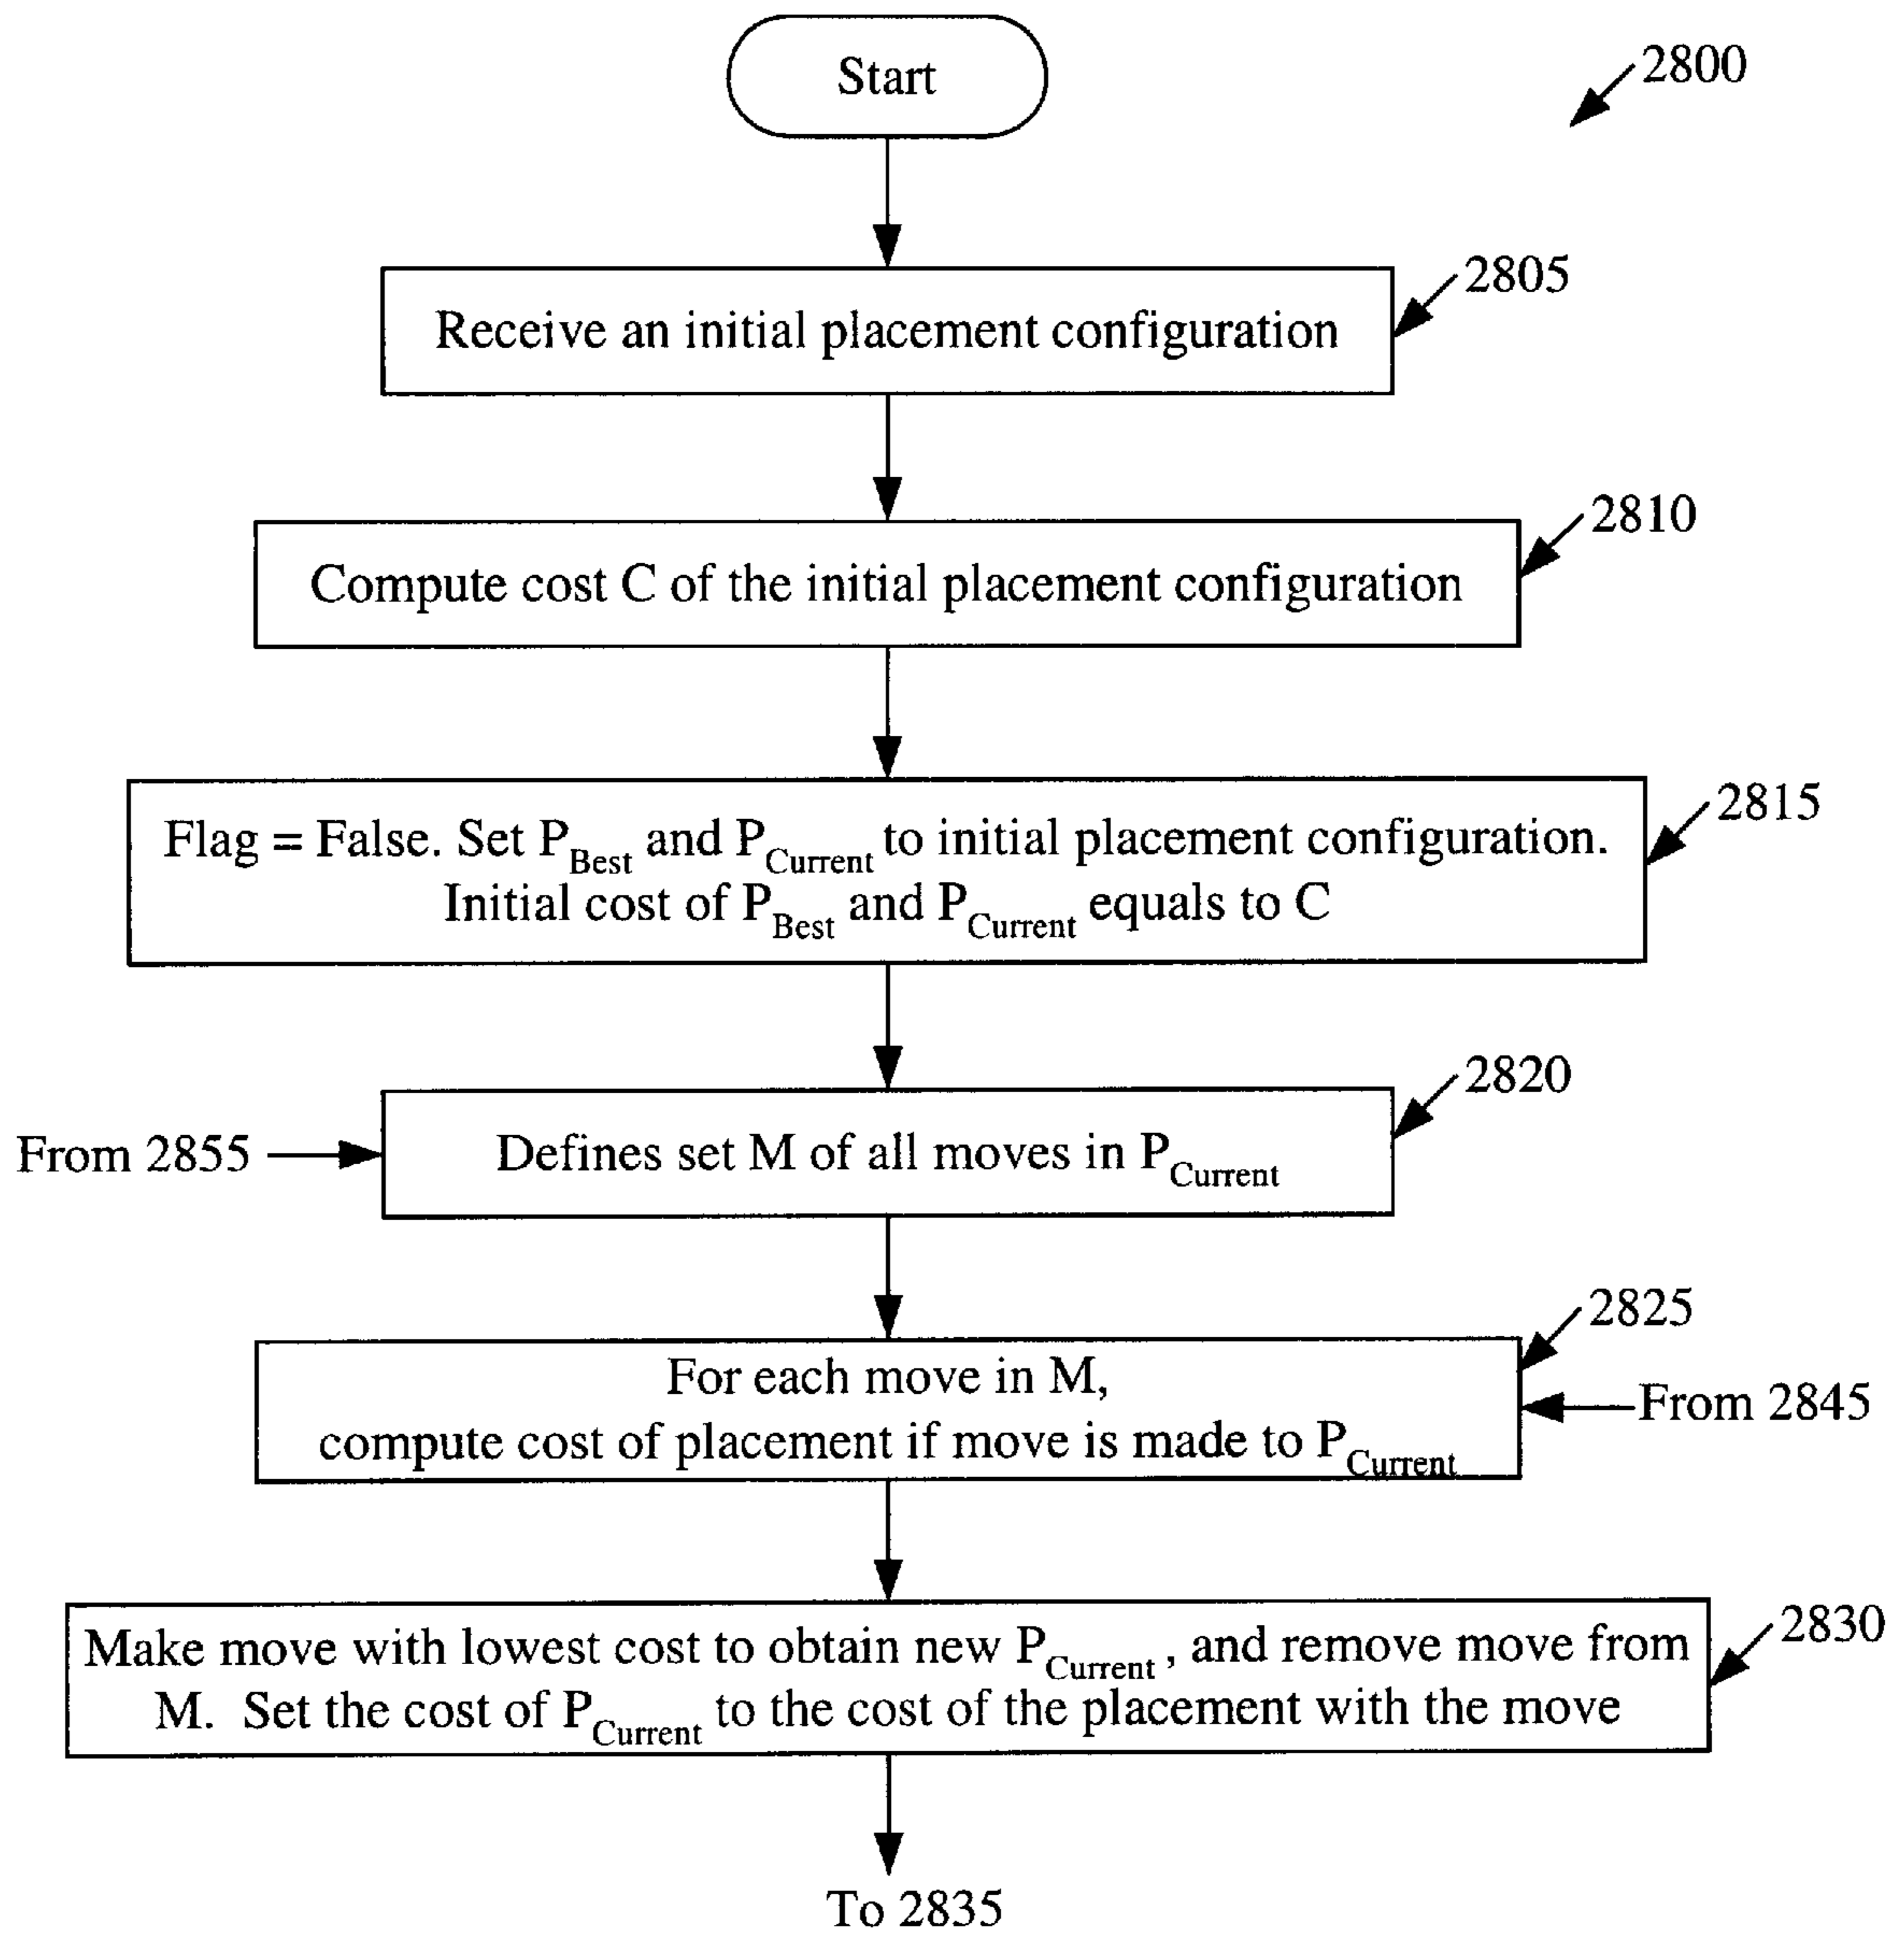 Start
2800
2805
Receive an initial placement configuration
2810
Compute cost C of the initial placement configuration
2815
Flag = False. Set P_Best and P_Current to initial placement configuration.
Initial cost of P_Best and P_Current equals to C
2820
From 2855
Defines set M of all moves in P_Current
2825
For each move in M,
From 2845
compute cost of placement if move is made to P_Current
2830
Make move with lowest cost to obtain new P_Current, and remove move from
M. Set the cost of P_Current to the cost of the placement with the move
To 2835